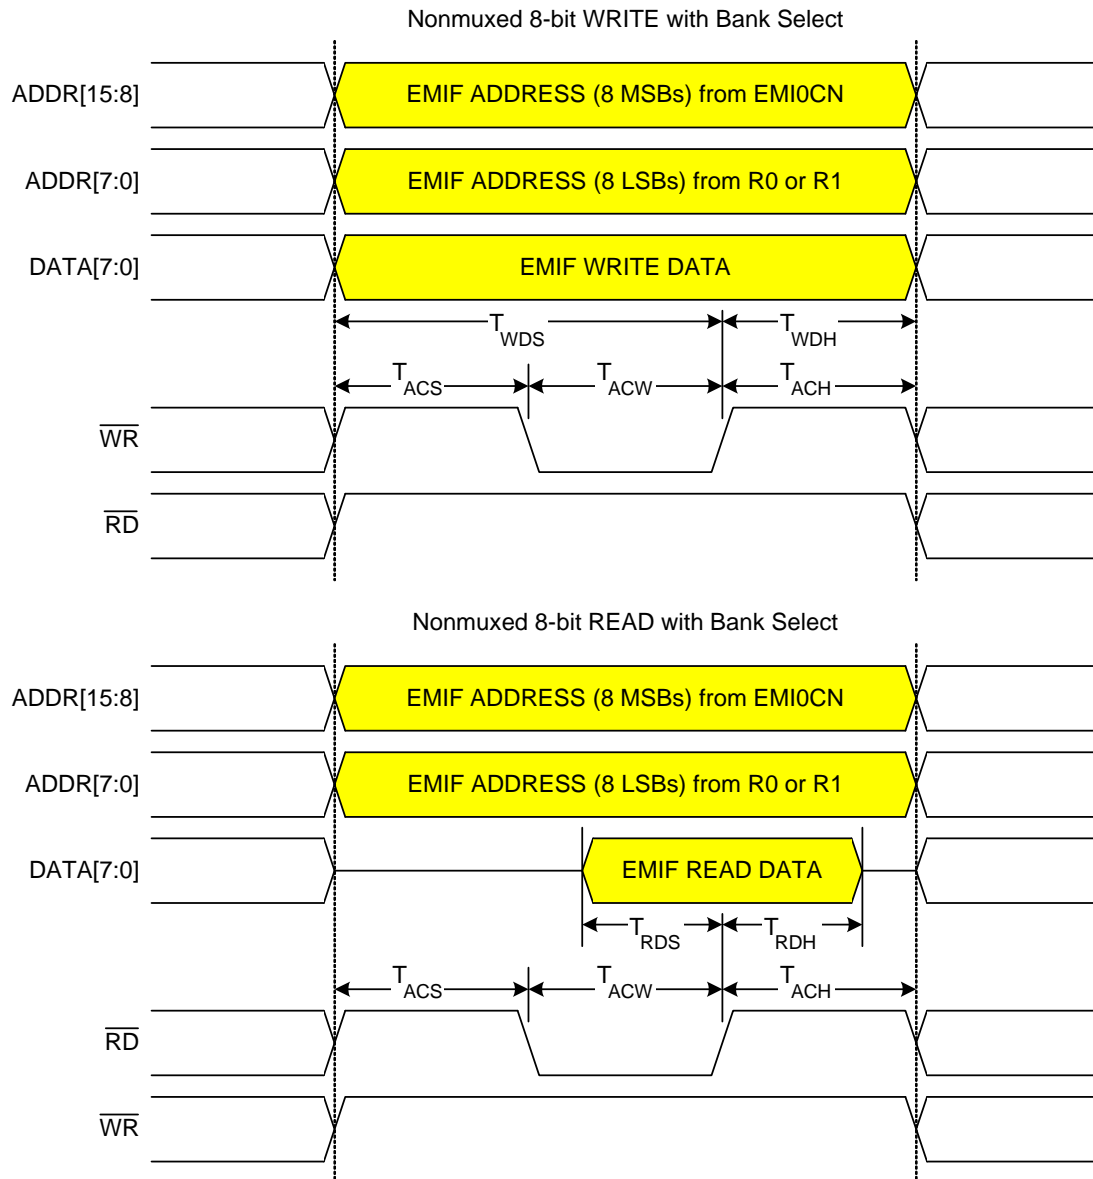 Nonmuxed 8-bit WRITE with Bank Select
ADDR[15:8] EMIF ADDRESS (8 MSBs) from EMI0CN
ADDR[7:0] EMIF ADDRESS (8 LSBs) from R0 or R1
DATA[7:0] EMIF WRITE DATA
TWDS TWDH
TACS TACW TACH
WR
RD
Nonmuxed 8-bit READ with Bank Select
ADDR[15:8] EMIF ADDRESS (8 MSBs) from EMI0CN
ADDR[7:0] EMIF ADDRESS (8 LSBs) from R0 or R1
DATA[7:0] EMIF READ DATA
TRDS TRDH
TACS TACW TACH
RD
WR